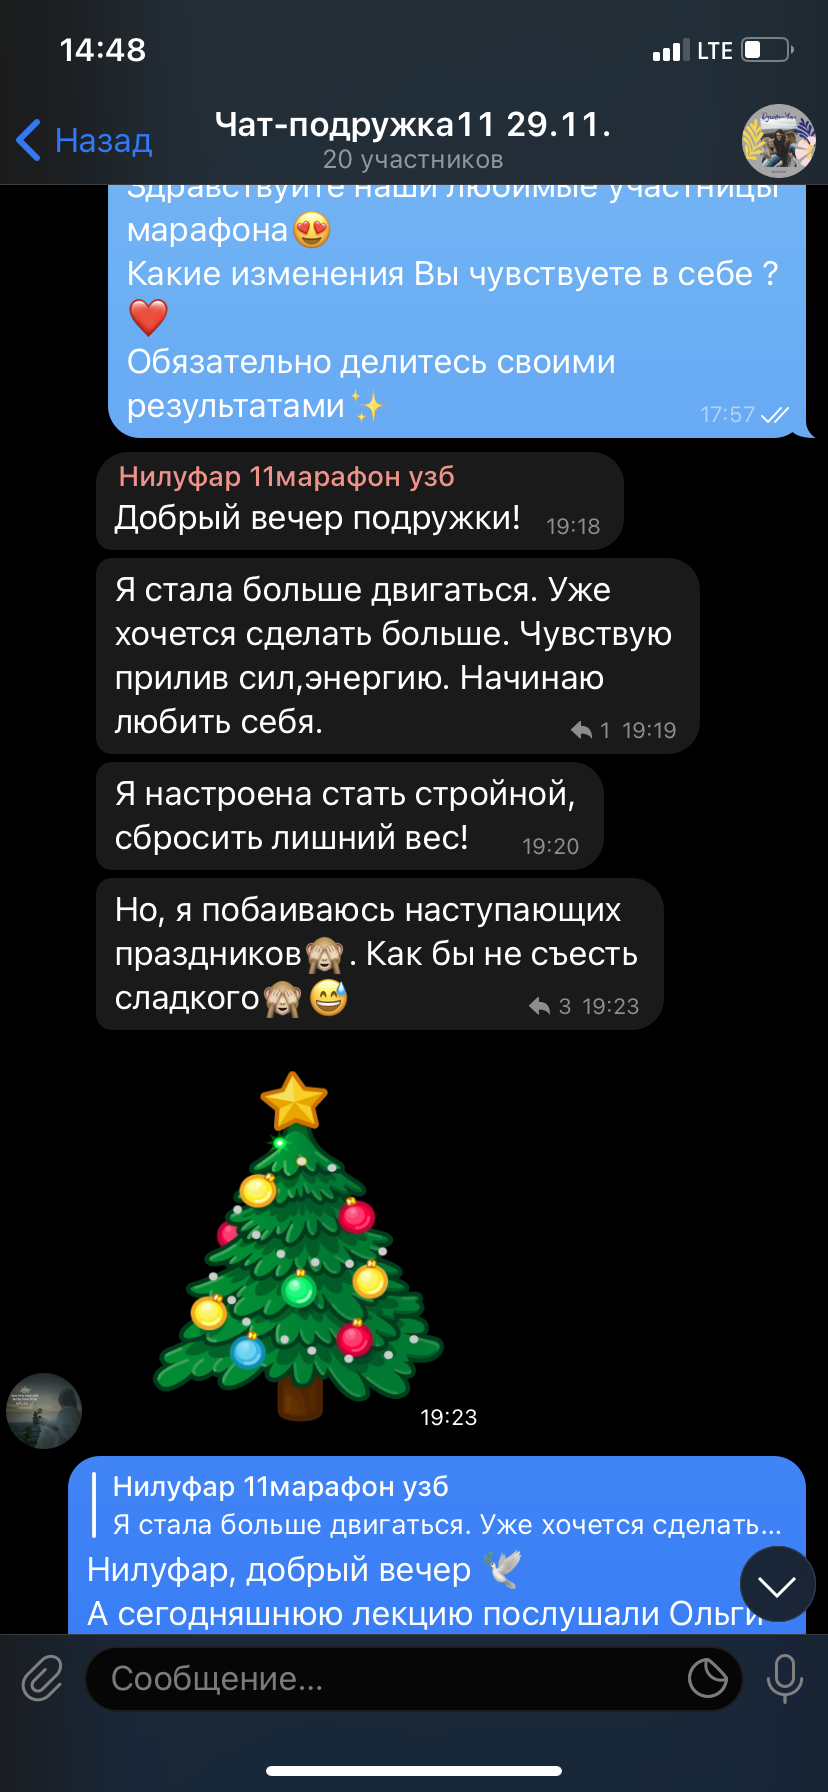 14:48
LTE
Назад
Чат-подружка11 29.11.
20 участников
Здравствуйте наши любимые участницы
марафона😍
Какие изменения Вы чувствуете в себе ?
❤️
Обязательно делитесь своими
результатами✨
17:57
Нилуфар 11марафон узб
Добрый вечер подружки!
19:18
Я стала больше двигаться. Уже
хочется сделать больше. Чувствую
прилив сил,энергию. Начинаю
любить себя.
1 19:19
Я настроена стать стройной,
сбросить лишний вес!
19:20
Но, я побаиваюсь наступающих
праздников🙈. Как бы не съесть
сладкого🙈😅
3 19:23
19:23
Нилуфар 11марафон узб
Я стала больше двигаться. Уже хочется сделать...
Нилуфар, добрый вечер 🕊
А сегодняшнюю лекцию послушали Ольги
Сообщение...